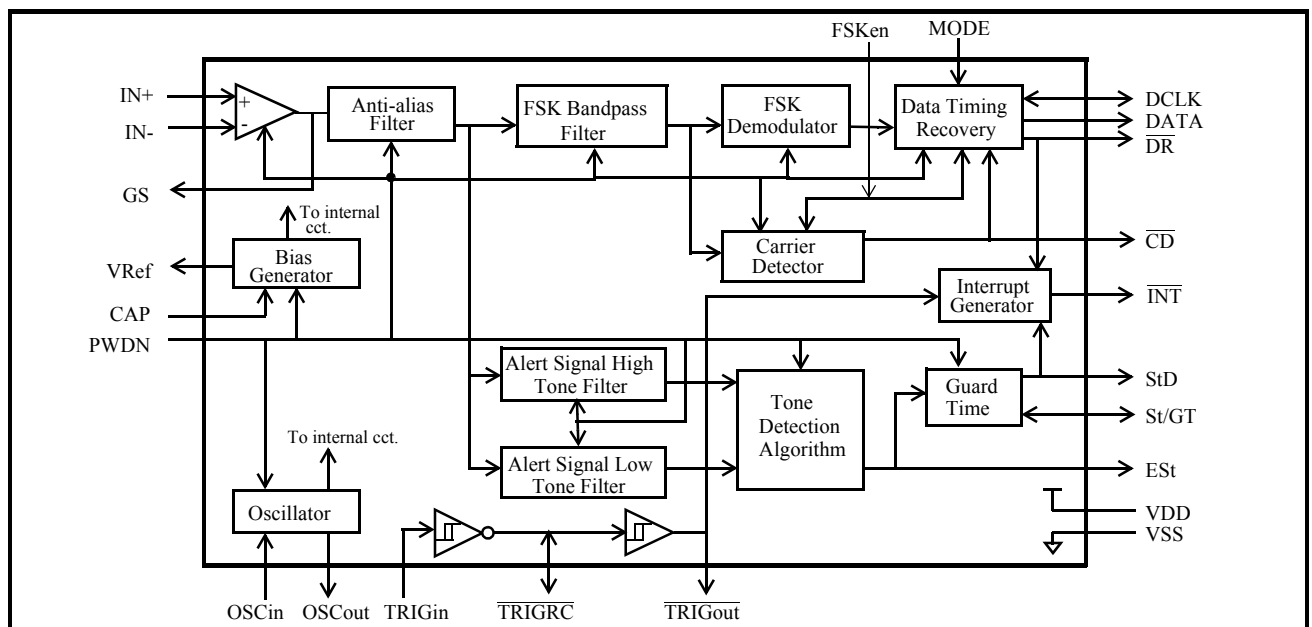 FSKen
MODE
IN+
IN-
+
-
Anti-alias
Filter
FSK Bandpass
Filter
FSK
Demodulator
Data Timing
Recovery
DCLK
DATA
DR
GS
To internal
cct.
VRef
Bias
Generator
Carrier
Detector
CD
CAP
Interrupt
Generator
INT
PWDN
Alert Signal High
Tone Filter
Tone
Detection
Algorithm
Guard
Time
StD
St/GT
To internal cct.
Alert Signal Low
Tone Filter
ESt
Oscillator
VDD
VSS
OSCin
OSCout
TRIGin
TRIGRC
TRIGout